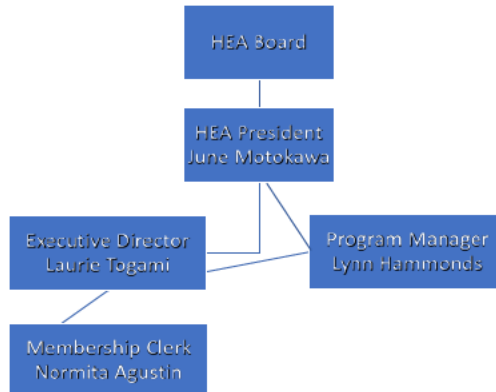 HEA Board
HEA President
June Motokawa
Executive Director
Laurie Togami
Program Manager
Lynn Hammonds
Membership Clerk
Normita Agustin